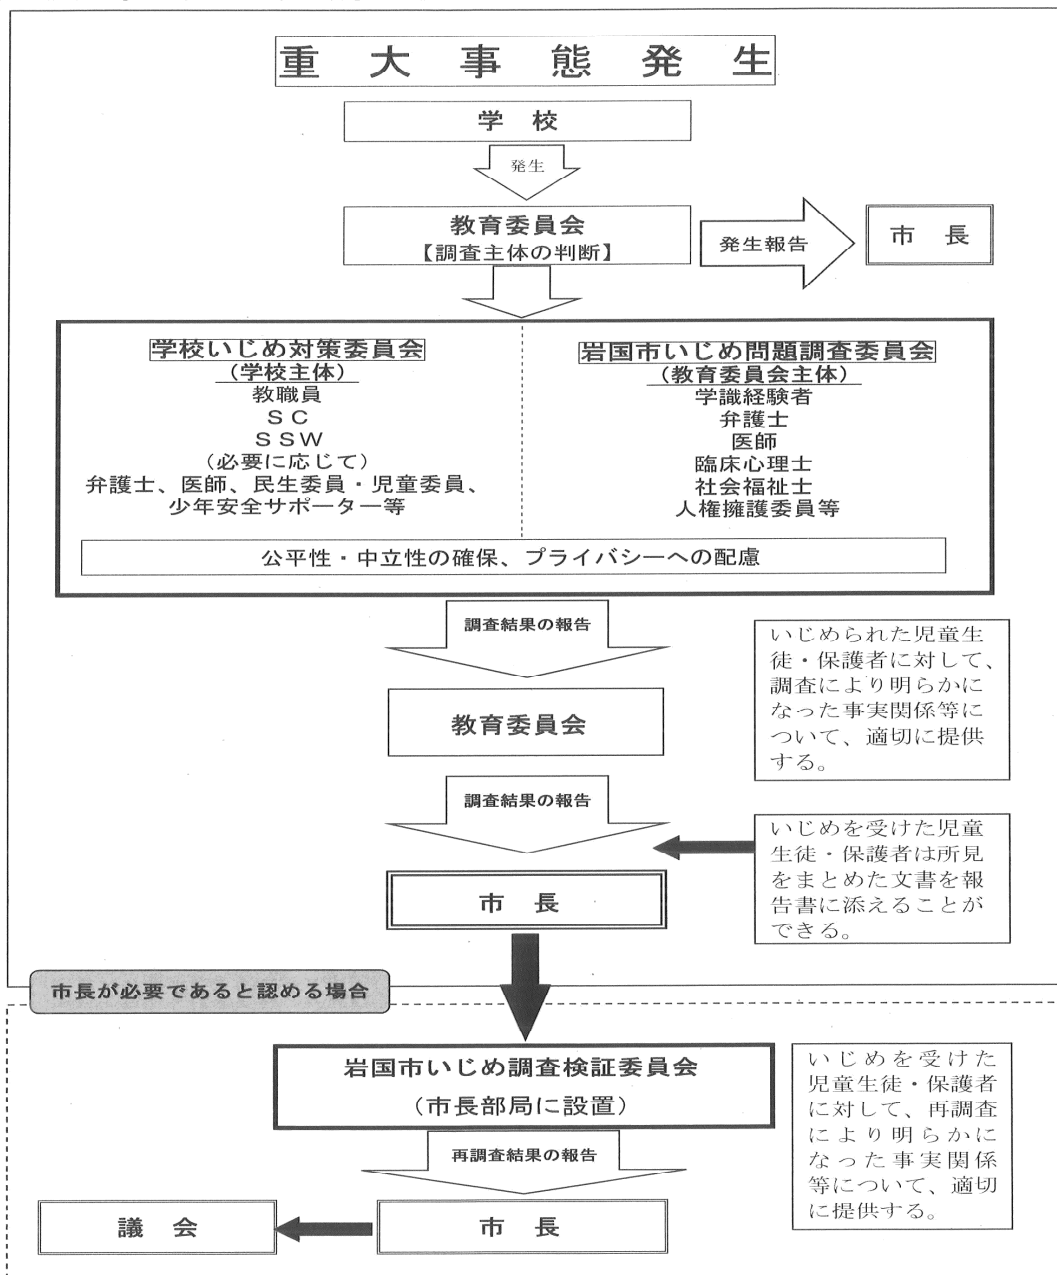 重 大 事 態 発 生
学 校
発生
教育委員会
【調査主体の判断】
発生報告
市 長
学校いじめ対策委員会
（学校主体）
教職員
ＳＣ
ＳＳＷ
（必要に応じて）
弁護士、医師、民生委員・児童委員、
少年安全サポーター等
岩国市いじめ問題調査委員会
（教育委員会主体）
学識経験者
弁護士
医師
臨床心理士
社会福祉士
人権擁護委員等
公平性・中立性の確保、プライバシーへの配慮
調査結果の報告
いじめられた児童生
徒・保護者に対して、
調査により明らかに
なった事実関係等に
ついて、適切に提供
する。
教育委員会
調査結果の報告
いじめを受けた児童
生徒・保護者は所見
をまとめた文書を報
告書に添えることが
できる。
市 長
市長が必要であると認める場合
岩国市いじめ調査検証委員会
（市長部局に設置）
いじめを受けた
児童生徒・保護者
に対して、再調査
により明らかに
なった事実関係
等について、適切
に提供する。
再調査結果の報告
市 長
議 会